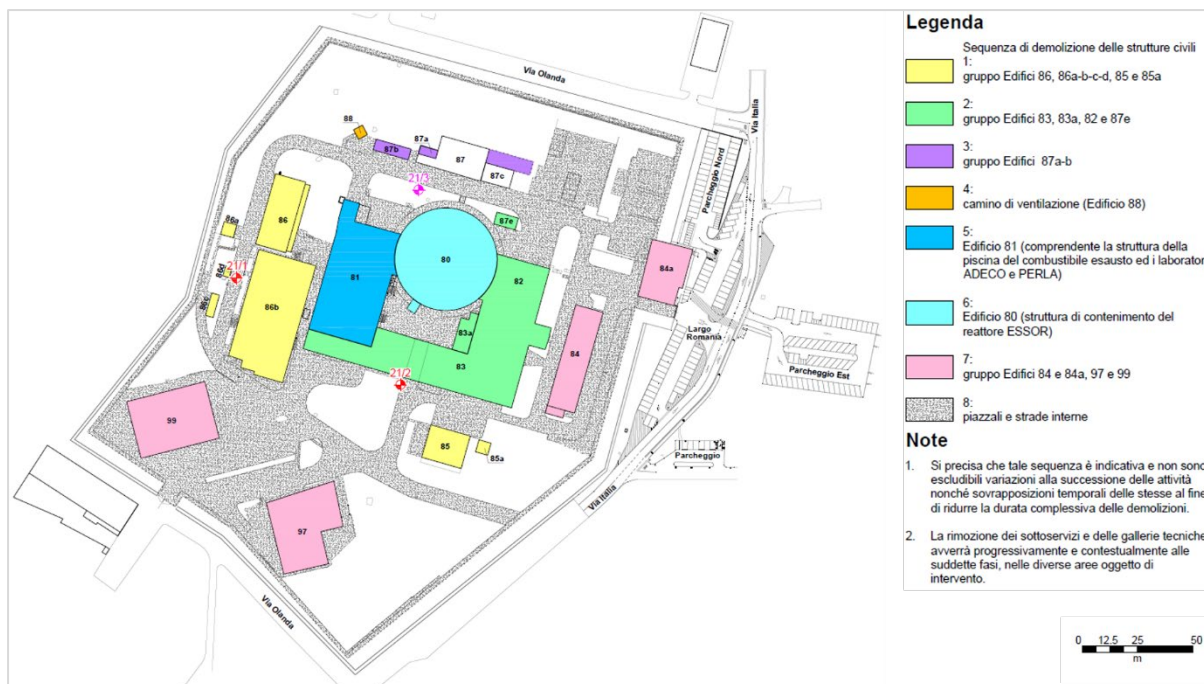 Via Olanda
Via Italia
88
87a
87b
87
87c
Parcheggio Nord
21/3
86a
86
87e
80
84a
21/1
86d
81
82
86c
86b
Largo
Romania
83a
84
83
Parcheggio Est
21/2
99
85
85a
Parcheggio
Via Italia
97
Via Olanda
Legenda
Sequenza di demolizione delle strutture civili
1:
gruppo Edifici 86, 86a-b-c-d, 85 e 85a
2:
gruppo Edifici 83, 83a, 82 e 87e
3:
gruppo Edifici 87a-b
4:
camino di ventilazione (Edificio 88)
5:
Edificio 81 (comprendente la struttura della
piscina del combustibile esausto ed i laborator
ADECO e PERLA)
6:
Edificio 80 (struttura di contenimento del
reattore ESSOR)
7:
gruppo Edifici 84 e 84a, 97 e 99
8:
piazzali e strade interne
Note
1. Si precisa che tale sequenza è indicativa e non sono
escludibili variazioni alla successione delle attività
nonché sovrapposizioni temporali delle stesse al fine
di ridurre la durata complessiva delle demolizioni.
2. La rimozione dei sottoservizi e delle gallerie tecniche
avverrà progressivamente e contestualmente alle
suddette fasi, nelle diverse aree oggetto di
intervento.
0 12.5 25 50
m